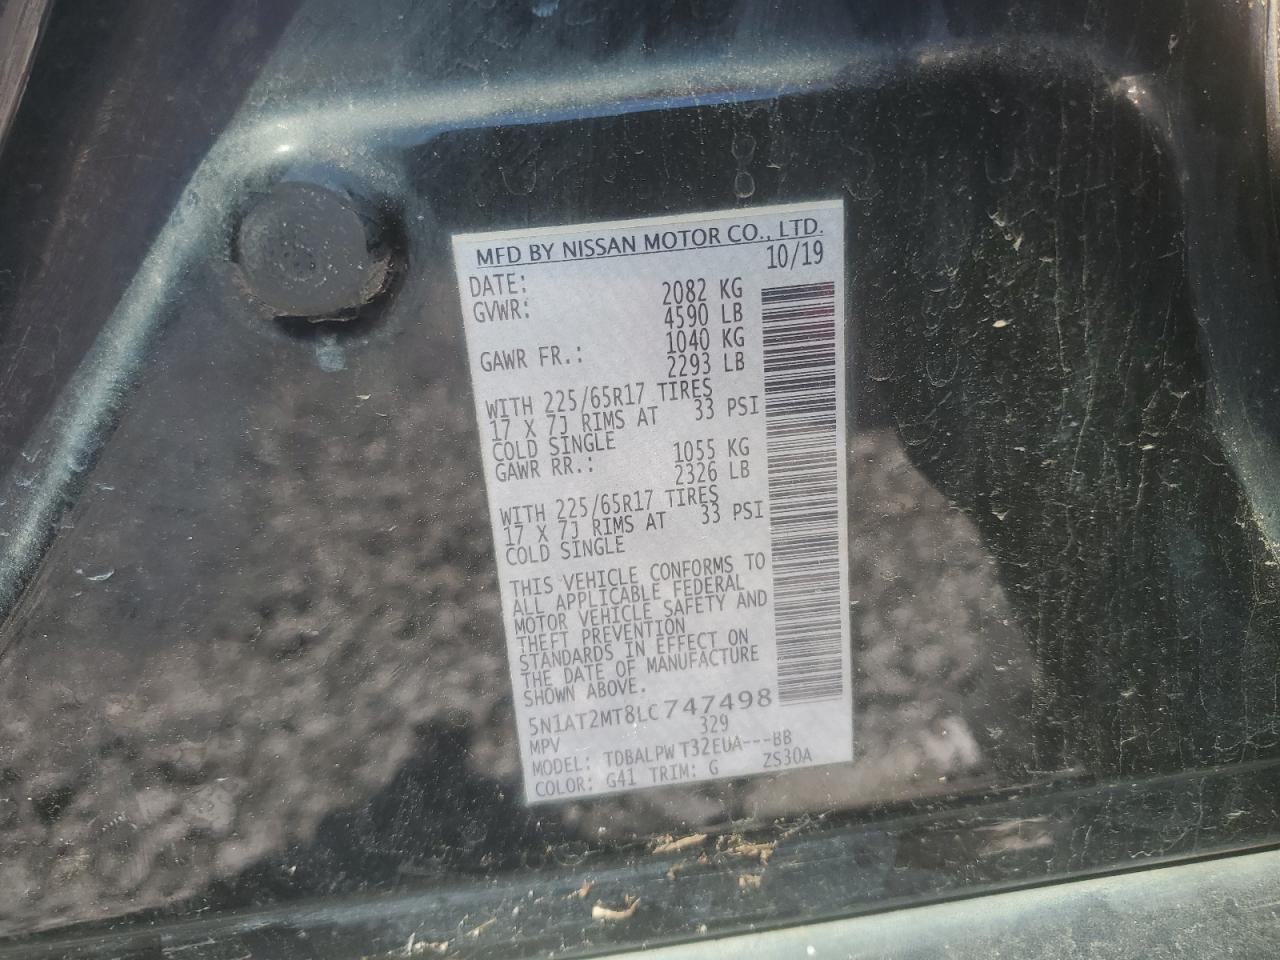 MFD BY NISSAN MOTOR CO., LTD.
DATE: 10/19
GVWR: 2082 KG
4590 LB
GAWR FR.: 1040 KG
2293 LB
WITH 225/65R17 TIRES
17 X 7J RIMS AT 33 PSI
COLD SINGLE
GAWR RR.: 1055 KG
2326 LB
WITH 225/65R17 TIRES
17 X 7J RIMS AT 33 PSI
COLD SINGLE
THIS VEHICLE CONFORMS TO
ALL APPLICABLE FEDERAL
MOTOR VEHICLE SAFETY AND
THEFT PREVENTION
STANDARDS IN EFFECT ON
THE DATE OF MANUFACTURE
SHOWN ABOVE.
5N1AT2MT8LC747498
MPV 329
MODEL: TDBALPWT32EUA---BB
COLOR: G41 TRIM: G ZS30A